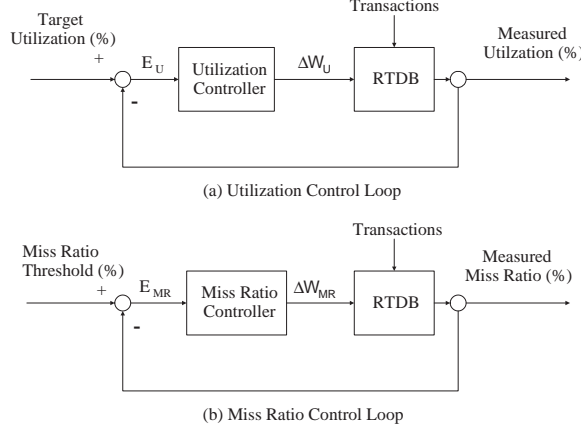 Transactions
Target
Utilization (%)
Measured
Utilzation (%)
+
E U
Utilization
Controller
ΔW U
RTDB
-
(a) Utilization Control Loop
Transactions
Miss Ratio
Threshold (%)
Measured
Miss Ratio (%)
+
E MR
Miss Ratio
Controller
ΔW MR
RTDB
-
(b) Miss Ratio Control Loop